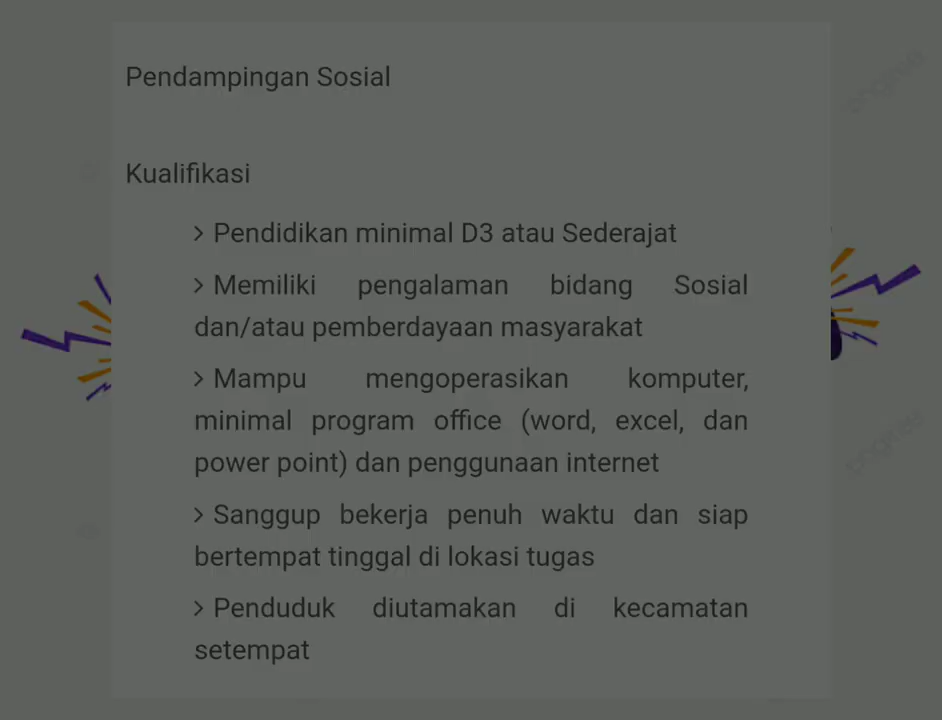 Pendampingan Sosial
Kualifikasi
> Pendidikan minimal D3 atau Sederajat
> Memiliki pengalaman bidang Sosial
dan/atau pemberdayaan masyarakat
> Mampu mengoperasikan komputer,
minimal program office (word, excel, dan
power point) dan penggunaan internet
> Sanggup bekerja penuh waktu dan siap
bertempat tinggal di lokasi tugas
> Penduduk diutamakan di kecamatan
setempat
pngtree
pngtree